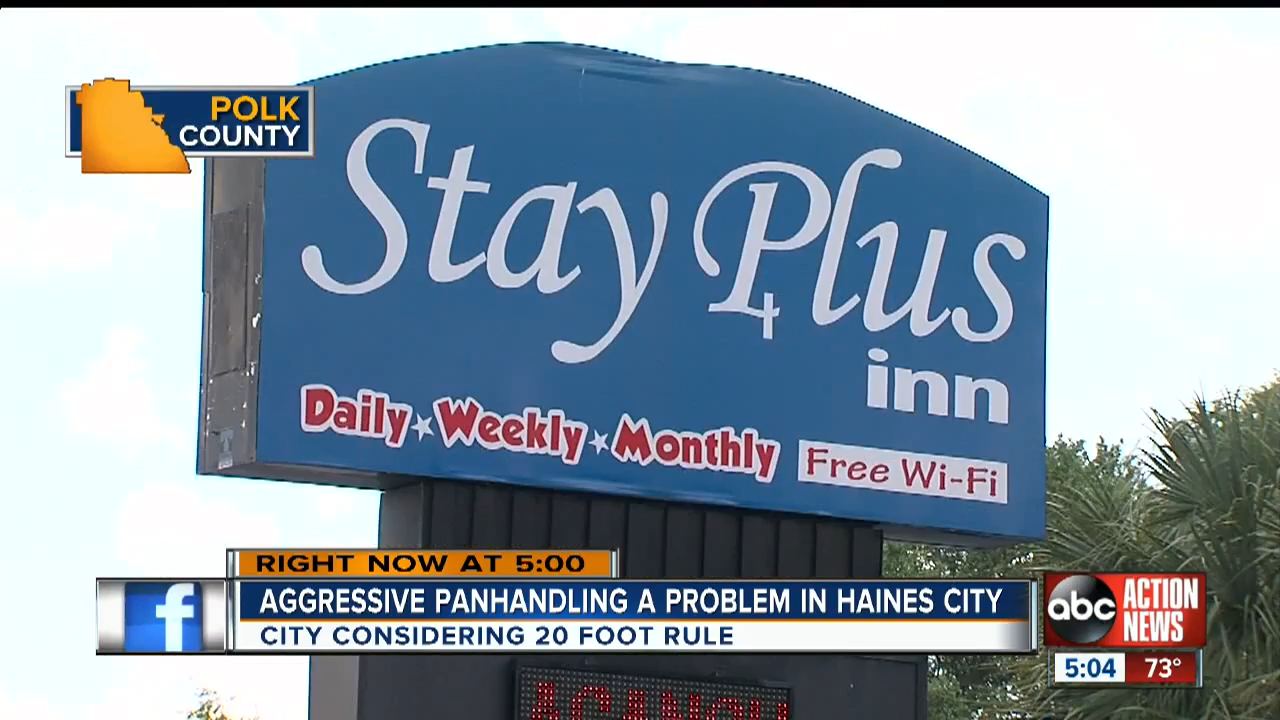 POLK
COUNTY
Stay Plus
inn
Daily ★ Weekly ★ Monthly
Free Wi-Fi
RIGHT NOW AT 5:00
f
AGGRESSIVE PANHANDLING A PROBLEM IN HAINES CITY
CITY CONSIDERING 20 FOOT RULE
abc ACTION
NEWS
5:04 73°